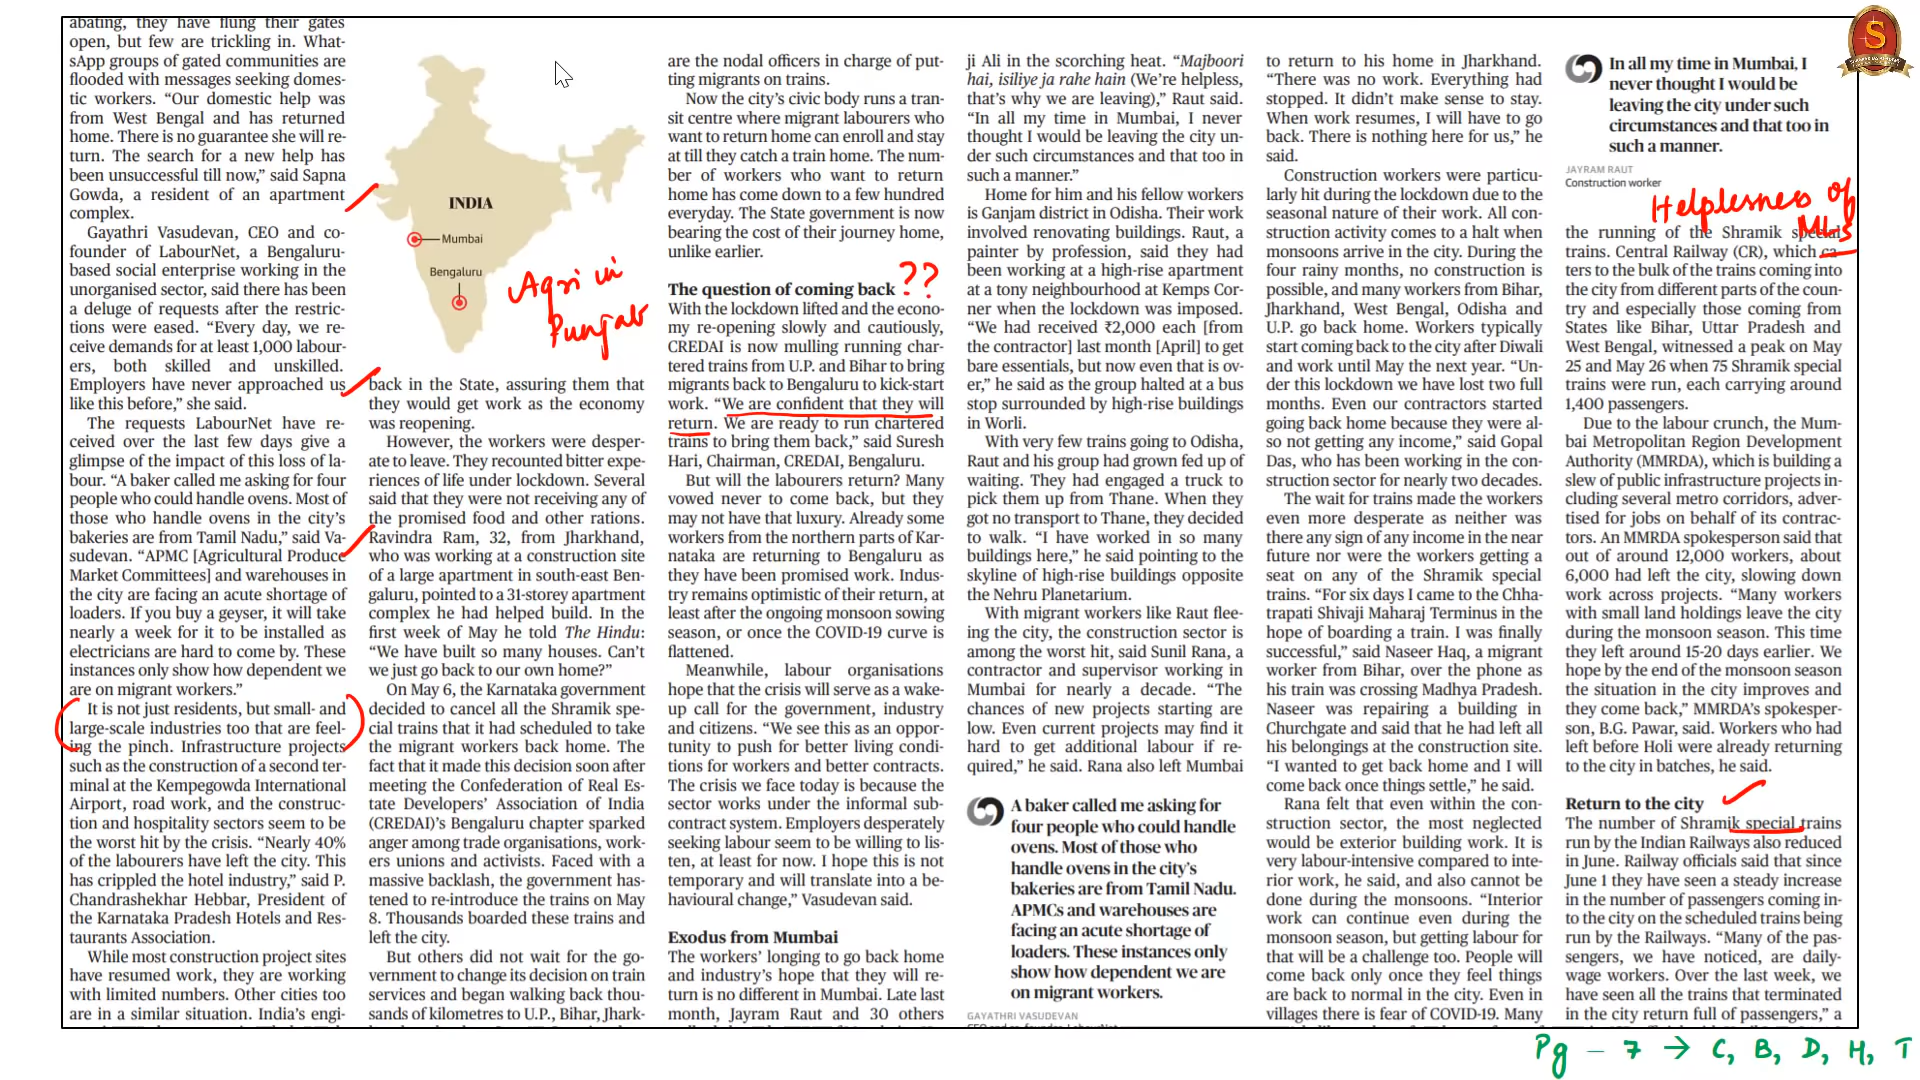 abating, they have flung their gates
open, but few are trickling in. What-
sApp groups of gated communities are
flooded with messages seeking domes-
tic workers. “Our domestic help was
from West Bengal and has returned
home. There is no guarantee she will re-
turn. The search for a new help has
been unsuccessful till now,” said Sapna
Gowda, a resident of an apartment
complex.
Gayathri Vasudevan, CEO and co-
founder of LabourNet, a Bengaluru-
based social enterprise working in the
unorganised sector, said there has been
a deluge of requests after the restric-
tions were eased. “Every day, we re-
ceive demands for at least 1,000 labour-
ers, both skilled and unskilled.
Employers have never approached us
like this before,” she said.
The requests LabourNet have re-
ceived over the last few days give a
glimpse of the impact of this loss of la-
bour. “A baker called me asking for four
people who could handle ovens. Most of
those who handle ovens in the city’s
bakeries are from Tamil Nadu,” said Va-
sudevan. “APMC [Agricultural Produce
Market Committees] and warehouses in
the city are facing an acute shortage of
loaders. If you buy a geyser, it will take
nearly a week for it to be installed as
electricians are hard to come by. These
instances only show how dependent we
are on migrant workers.”
It is not just residents, but small- and
large-scale industries too that are feel-
ing the pinch. Infrastructure projects
such as the construction of a second ter-
minal at the Kempegowda International
Airport, road work, and the construc-
tion and hospitality sectors seem to be
the worst hit by the crisis. “Nearly 40%
of the labourers have left the city. This
has crippled the hotel industry,” said P.
Chandrashekhar Hebbar, President of
the Karnataka Pradesh Hotels and Res-
taurants Association.
While most construction project sites
have resumed work, they are working
with limited numbers. Other cities too
are in a similar situation. India’s engi-
INDIA
Mumbai
Bengaluru
Agri in
Punjab
back in the State, assuring them that
they would get work as the economy
was reopening.
However, the workers were desper-
ate to leave. They recounted bitter expe-
riences of life under lockdown. Several
said that they were not receiving any of
the promised food and other rations.
Ravindra Ram, 32, from Jharkhand,
who was working at a construction site
of a large apartment in south-east Ben-
galuru, pointed to a 31-storey apartment
complex he had helped build. In the
first week of May he told The Hindu:
“We have built so many houses. Can’t
we just go back to our own home?”
On May 6, the Karnataka government
decided to cancel all the Shramik spe-
cial trains that it had scheduled to take
the migrant workers back home. The
fact that it made this decision soon after
meeting the Confederation of Real Es-
tate Developers’ Association of India
(CREDAI)’s Bengaluru chapter sparked
anger among trade organisations, work-
ers unions and activists. Faced with a
massive backlash, the government has-
tened to re-introduce the trains on May
8. Thousands boarded these trains and
left the city.
But others did not wait for the go-
vernment to change its decision on train
services and began walking back thou-
sands of kilometres to U.P., Bihar, Jhark-
are the nodal officers in charge of put-
ting migrants on trains.
Now the city’s civic body runs a tran-
sit centre where migrant labourers who
want to return home can enroll and stay
at till they catch a train home. The num-
ber of workers who want to return
home has come down to a few hundred
everyday. The State government is now
bearing the cost of their journey home,
unlike earlier.
The question of coming back ??
With the lockdown lifted and the econo-
my re-opening slowly and cautiously,
CREDAI is now mulling running char-
tered trains from U.P. and Bihar to bring
migrants back to Bengaluru to kick-start
work. “We are confident that they will
return. We are ready to run chartered
trains to bring them back,” said Suresh
Hari, Chairman, CREDAI, Bengaluru.
But will the labourers return? Many
vowed never to come back, but they
may not have that luxury. Already some
workers from the northern parts of Kar-
nataka are returning to Bengaluru as
they have been promised work. Indus-
try remains optimistic of their return, at
least after the ongoing monsoon sowing
season, or once the COVID-19 curve is
flattened.
Meanwhile, labour organisations
hope that the crisis will serve as a wake-
up call for the government, industry
and citizens. “We see this as an oppor-
tunity to push for better living condi-
tions for workers and better contracts.
The crisis we face today is because the
sector works under the informal sub-
contract system. Employers desperately
seeking labour seem to be willing to lis-
ten, at least for now. I hope this is not
temporary and will translate into a be-
havioural change,” Vasudevan said.
Exodus from Mumbai
The workers’ longing to go back home
and industry’s hope that they will re-
turn is no different in Mumbai. Late last
month, Jayram Raut and 30 others
ji Ali in the scorching heat. “Majboori
hai, isiliye ja rahe hain (We’re helpless,
that’s why we are leaving),” Raut said.
“In all my time in Mumbai, I never
thought I would be leaving the city un-
der such circumstances and that too in
such a manner.”
Home for him and his fellow workers
is Ganjam district in Odisha. Their work
involved renovating buildings. Raut, a
painter by profession, said they had
been working at a high-rise apartment
at a tony neighbourhood at Kemps Cor-
ner when the lockdown was imposed.
“We had received ₹2,000 each [from
the contractor] last month [April] to get
bare essentials, but now even that is ov-
er,” he said as the group halted at a bus
stop surrounded by high-rise buildings
in Worli.
With very few trains going to Odisha,
Raut and his group had grown fed up of
waiting. They had engaged a truck to
pick them up from Thane. When they
got no transport to Thane, they decided
to walk. “I have worked in so many
buildings here,” he said pointing to the
skyline of high-rise buildings opposite
the Nehru Planetarium.
With migrant workers like Raut flee-
ing the city, the construction sector is
among the worst hit, said Sunil Rana, a
contractor and supervisor working in
Mumbai for nearly a decade. “The
chances of new projects starting are
low. Even current projects may find it
hard to get additional labour if re-
quired,” he said. Rana also left Mumbai
A baker called me asking for
four people who could handle
ovens. Most of those who
handle ovens in the city’s
bakeries are from Tamil Nadu.
APMCs and warehouses are
facing an acute shortage of
loaders. These instances only
show how dependent we are
on migrant workers.
GAYATHRI VASUDEVAN
to return to his home in Jharkhand.
“There was no work. Everything had
stopped. It didn’t make sense to stay.
When work resumes, I will have to go
back. There is nothing here for us,” he
said.
Construction workers were particu-
larly hit during the lockdown due to the
seasonal nature of their work. All con-
struction activity comes to a halt when
monsoons arrive in the city. During the
four rainy months, no construction is
possible, and many workers from Bihar,
Jharkhand, West Bengal, Odisha and
U.P. go back home. Workers typically
start coming back to the city after Diwali
and work until May the next year. “Un-
der this lockdown we have lost two full
months. Even our contractors started
going back home because they were al-
so not getting any income,” said Gopal
Das, who has been working in the con-
struction sector for nearly two decades.
The wait for trains made the workers
even more desperate as neither was
there any sign of any income in the near
future nor were the workers getting a
seat on any of the Shramik special
trains. “For six days I came to the Chha-
trapati Shivaji Maharaj Terminus in the
hope of boarding a train. I was finally
successful,” said Naseer Haq, a migrant
worker from Bihar, over the phone as
his train was crossing Madhya Pradesh.
Naseer was repairing a building in
Churchgate and said that he had left all
his belongings at the construction site.
“I wanted to get back home and I will
come back once things settle,” he said.
Rana felt that even within the con-
struction sector, the most neglected
would be exterior building work. It is
very labour-intensive compared to inte-
rior work, he said, and also cannot be
done during the monsoons. “Interior
work can continue even during the
monsoon season, but getting labour for
that will be a challenge too. People will
come back only once they feel things
are back to normal in the city. Even in
villages there is fear of COVID-19. Many
In all my time in Mumbai, I
never thought I would be
leaving the city under such
circumstances and that too in
such a manner.
JAYRAM RAUT
Construction worker
Helplessness of
MLs
the running of the Shramik special
trains. Central Railway (CR), which ca-
ters to the bulk of the trains coming into
the city from different parts of the coun-
try and especially those coming from
States like Bihar, Uttar Pradesh and
West Bengal, witnessed a peak on May
25 and May 26 when 75 Shramik special
trains were run, each carrying around
1,400 passengers.
Due to the labour crunch, the Mum-
bai Metropolitan Region Development
Authority (MMRDA), which is building a
slew of public infrastructure projects in-
cluding several metro corridors, adver-
tised for jobs on behalf of its contrac-
tors. An MMRDA spokesperson said that
out of around 12,000 workers, about
6,000 had left the city, slowing down
work across projects. “Many workers
with small land holdings leave the city
during the monsoon season. This time
they left around 15-20 days earlier. We
hope by the end of the monsoon season
the situation in the city improves and
they come back,” MMRDA’s spokesper-
son, B.G. Pawar, said. Workers who had
left before Holi were already returning
to the city in batches, he said.
Return to the city
The number of Shramik special trains
run by the Indian Railways also reduced
in June. Railway officials said that since
June 1 they have seen a steady increase
in the number of passengers coming in-
to the city on the scheduled trains being
run by the Railways. “Many of the pas-
sengers, we have noticed, are daily-
wage workers. Over the last week, we
have seen all the trains that terminated
in the city return full of passengers,” a
Pg - 7 → C, B, D, H, T
S